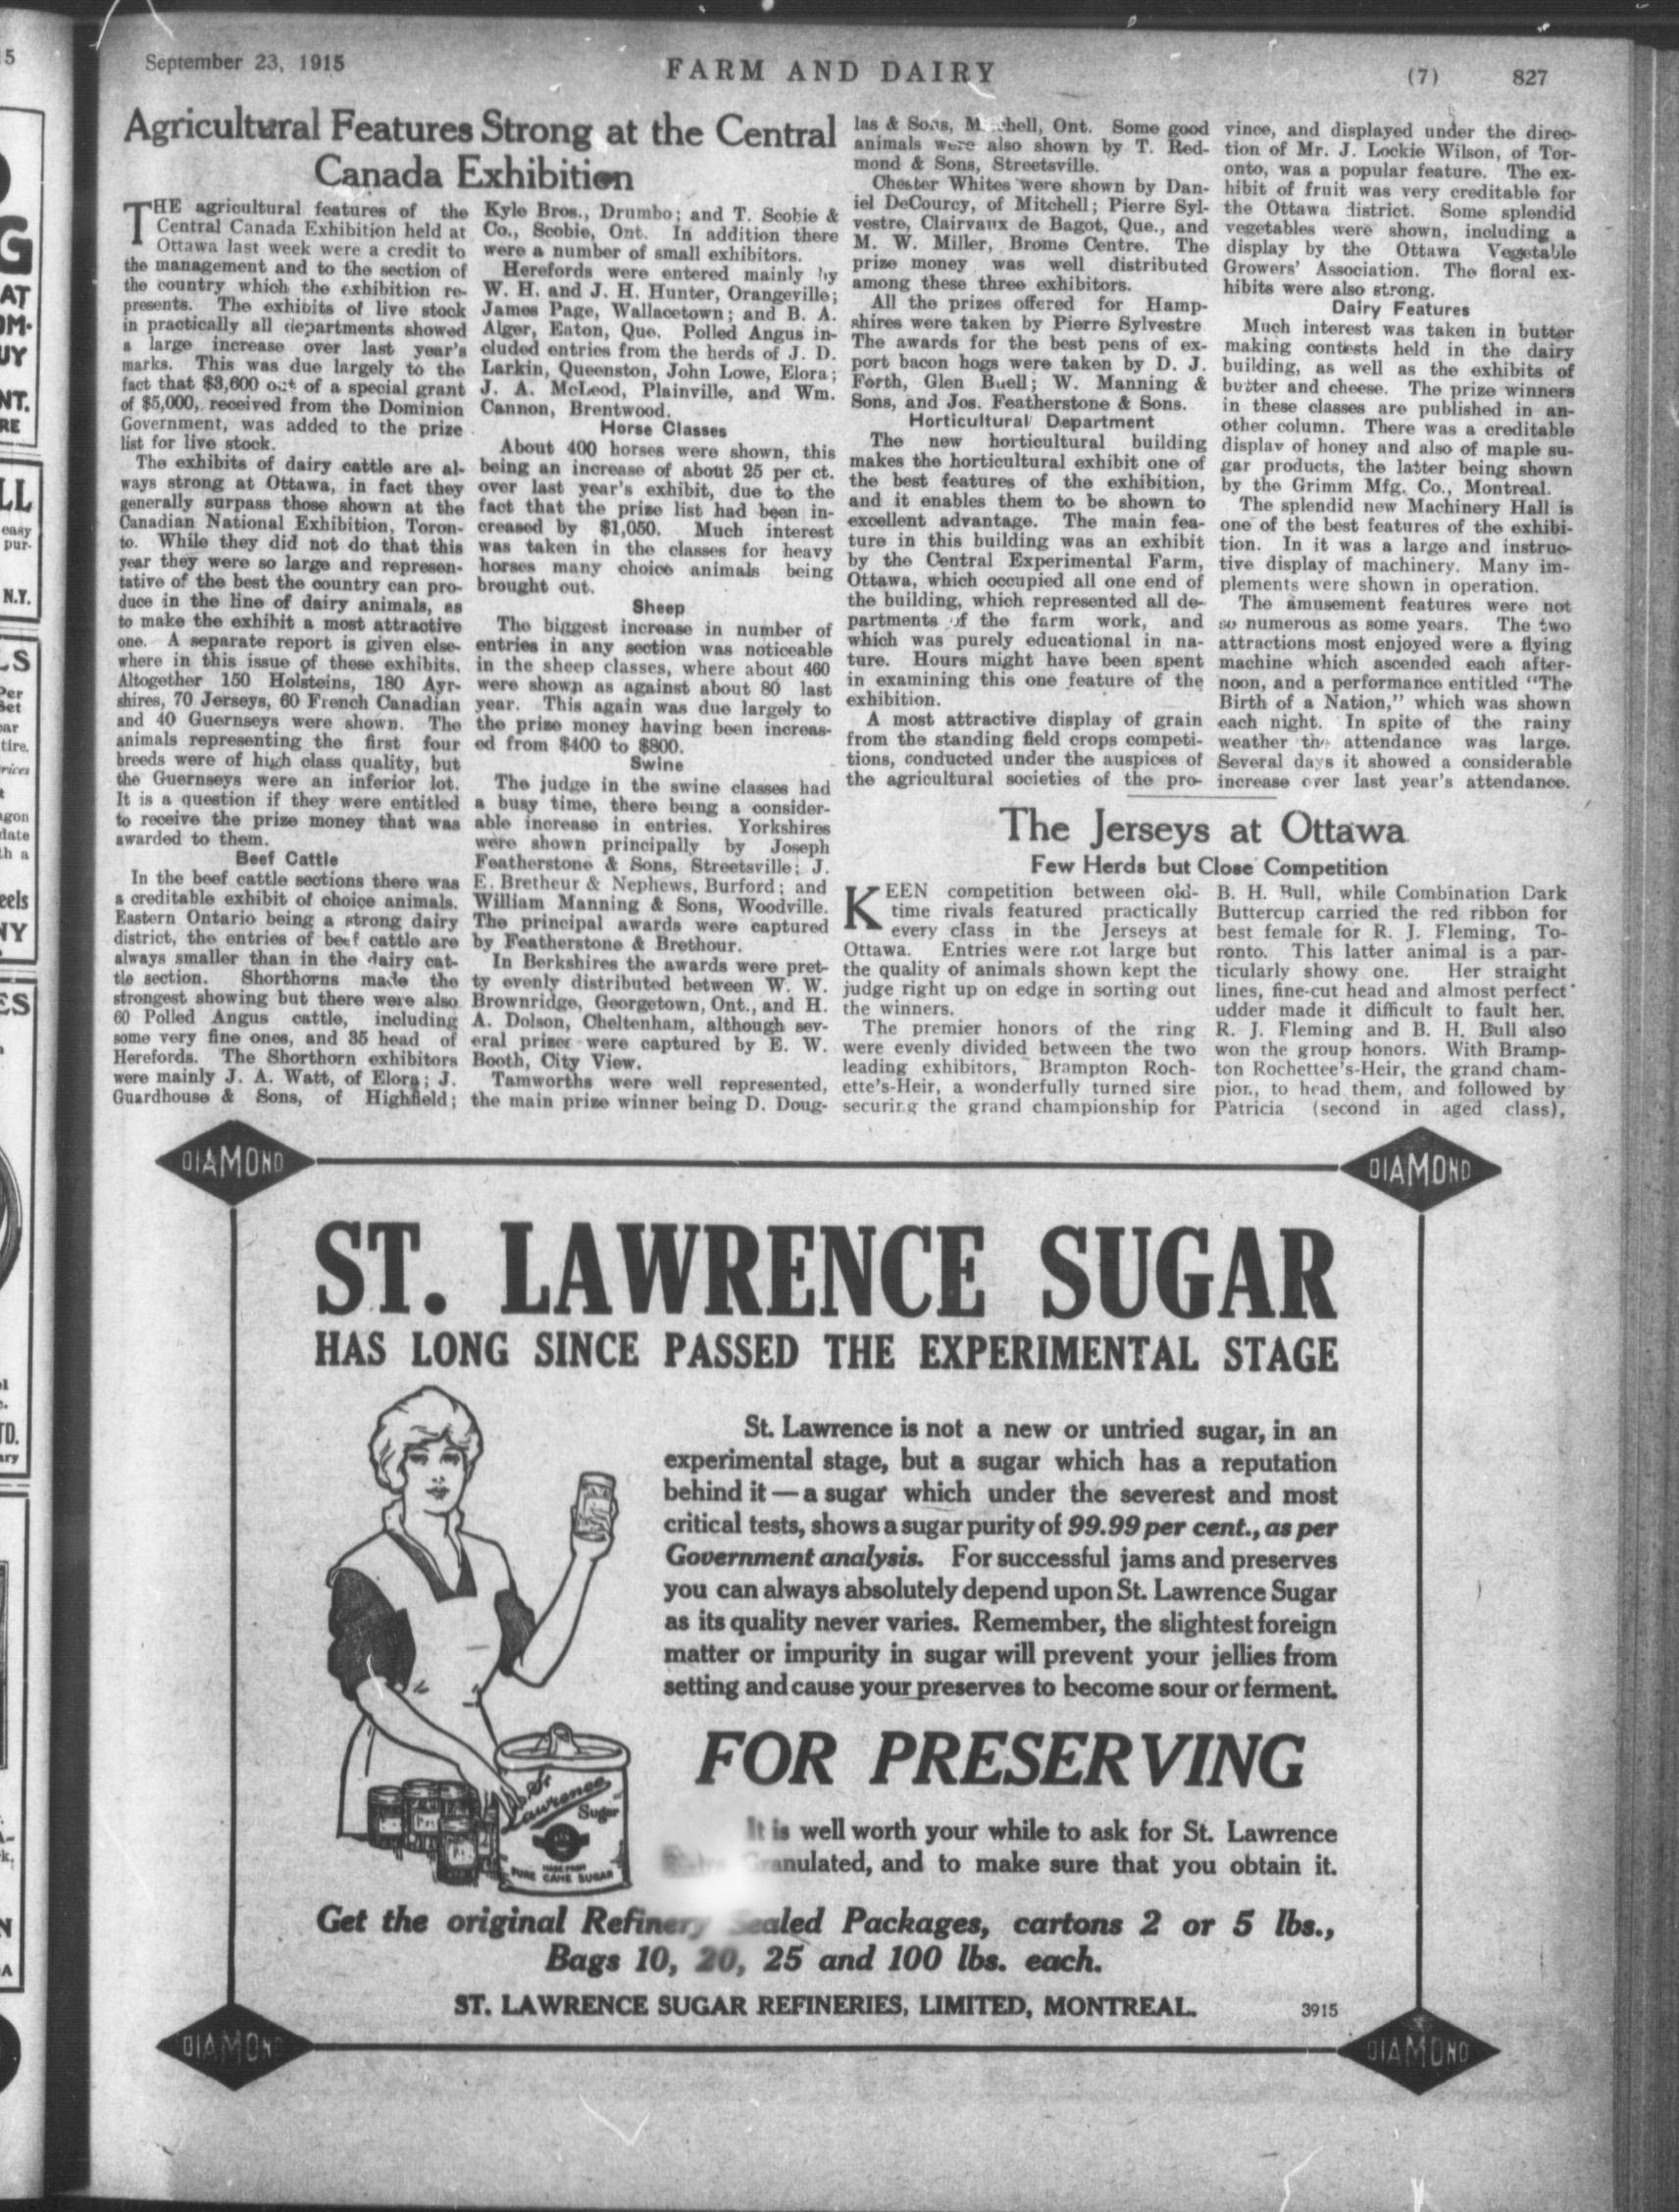 September 23, 1915
FARM AND DAIRY
(7) 827
Agricultural Features Strong at the Central
Canada Exhibition
THE agricultural features of the
Central Canada Exhibition held at
Ottawa last week were a credit to
the management and to the section of
the country which the exhibition re-
presents. The exhibits of live stock
in practically all departments showed
a large increase over last year's
marks. This was due largely to the
fact that $3,600 out of a special grant
of $5,000, received from the Dominion
Government, was added to the prize
list for live stock.
The exhibits of dairy cattle are al-
ways strong at Ottawa, in fact they
generally surpass those shown at the
Canadian National Exhibition, Toron-
to. While they did not do that this
year they were so large and represen-
tative of the best the country can pro-
duce in the line of dairy animals, as
to make the exhibit a most attractive
one. A separate report is given else-
where in this issue of these exhibits.
Altogether 150 Holsteins, 180 Ayr-
shires, 70 Jerseys, 60 French Canadian
and 40 Guernseys were shown. The
animals representing the first four
breeds were of high class quality, but
the Guernseys were an inferior lot.
It is a question if they were entitled
to receive the prize money that was
awarded to them.
Beef Cattle
In the beef cattle sections there was
a creditable exhibit of choice animals.
Eastern Ontario being a strong dairy
district, the entries of beef cattle are
always smaller than in the dairy cat-
tle section. Shorthorns made the
strongest showing but there were also
60 Polled Angus cattle, including
some very fine ones, and 35 head of
Herefords. The Shorthorn exhibitors
were mainly J. A. Watt, of Elora; J.
Guardhouse & Sons, of Highfield;
Kyle Bros., Drumbo; and T. Scobie &
Co., Scobie, Ont. In addition there
were a number of small exhibitors.
Herefords were entered mainly by
W. H. and J. H. Hunter, Orangeville;
James Page, Wallacetown; and B. A.
Alger, Eaton, Que. Polled Angus in-
cluded entries from the herds of J. D.
Larkin, Queenston, John Lowe, Elora;
J. A. McLeod, Plainville, and Wm.
Cannon, Brentwood.
Horse Classes
About 400 horses were shown, this
being an increase of about 25 per ct.
over last year's exhibit, due to the
fact that the prize list had been in-
creased by $1,050. Much interest
was taken in the classes for heavy
horses many choice animals being
brought out.
Sheep
The biggest increase in number of
entries in any section was noticeable
in the sheep classes, where about 460
were shown as against about 80 last
year. This again was due largely to
the prize money having been increas-
ed from $400 to $800.
Swine
The judge in the swine classes had
a busy time, there being a consider-
able increase in entries. Yorkshires
were shown principally by Joseph
Featherstone & Sons, Streetsville; J.
E. Bretheur & Nephews, Burford; and
William Manning & Sons, Woodville.
The principal awards were captured
by Featherstone & Brethour.
In Berkshires the awards were pret-
ty evenly distributed between W. W.
Brownridge, Georgetown, Ont., and H.
A. Dolson, Cheltenham, although sev-
eral prizes were captured by E. W.
Booth, City View.
Tamworths were well represented,
the main prize winner being D. Doug-
las & Sons, Mitchell, Ont. Some good
animals were also shown by T. Red-
mond & Sons, Streetsville.
Chester Whites were shown by Dan-
iel DeCourcy, of Mitchell; Pierre Syl-
vestre, Clairvaux de Bagot, Que., and
M. W. Miller, Brome Centre. The
prize money was well distributed
among these three exhibitors.
All the prizes offered for Hamp-
shires were taken by Pierre Sylvestre
The awards for the best pens of ex-
port bacon hogs were taken by D. J.
Forth, Glen Buell; W. Manning &
Sons, and Jos. Featherstone & Sons.
Horticultural Department
The new horticultural building
makes the horticultural exhibit one of
the best features of the exhibition,
and it enables them to be shown to
excellent advantage. The main fea-
ture in this building was an exhibit
by the Central Experimental Farm,
Ottawa, which occupied all one end of
the building, which represented all de-
partments of the farm work, and
which was purely educational in na-
ture. Hours might have been spent
in examining this one feature of the
exhibition.
A most attractive display of grain
from the standing field crops competi-
tions, conducted under the auspices of
the agricultural societies of the pro-
vince, and displayed under the direc-
tion of Mr. J. Lockie Wilson, of Tor-
onto, was a popular feature. The ex-
hibit of fruit was very creditable for
the Ottawa district. Some splendid
vegetables were shown, including a
display by the Ottawa Vegetable
Growers' Association. The floral ex-
hibits were also strong.
Dairy Features
Much interest was taken in butter
making contests held in the dairy
building, as well as the exhibits of
butter and cheese. The prize winners
in these classes are published in an-
other column. There was a creditable
display of honey and also of maple su-
gar products, the latter being shown
by the Grimm Mfg. Co., Montreal.
The splendid new Machinery Hall is
one of the best features of the exhibi-
tion. In it was a large and instruc-
tive display of machinery. Many im-
plements were shown in operation.
The amusement features were not
so numerous as some years. The two
attractions most enjoyed were a flying
machine which ascended each after-
noon, and a performance entitled "The
Birth of a Nation," which was shown
each night. In spite of the rainy
weather the attendance was large.
Several days it showed a considerable
increase over last year's attendance.
The Jerseys at Ottawa
Few Herds but Close Competition
KEEN competition between old-
time rivals featured practically
every class in the Jerseys at
Ottawa. Entries were not large but
the quality of animals shown kept the
judge right up on edge in sorting out
the winners.
The premier honors of the ring
were evenly divided between the two
leading exhibitors, Brampton Roch-
ette's-Heir, a wonderfully turned sire
securing the grand championship for
B. H. Bull, while Combination Dark
Buttercup carried the red ribbon for
best female for R. J. Fleming, To-
ronto. This latter animal is a par-
ticularly showy one. Her straight
lines, fine-cut head and almost perfect
udder made it difficult to fault her.
R. J. Fleming and B. H. Bull also
won the group honors. With Bramp-
ton Rochettee's-Heir, the grand cham-
pion, to head them, and followed by
Patricia (second in aged class),
DIAMOND
DIAMOND
ST. LAWRENCE SUGAR
HAS LONG SINCE PASSED THE EXPERIMENTAL STAGE
St. Lawrence is not a new or untried sugar, in an
experimental stage, but a sugar which has a reputation
behind it — a sugar which under the severest and most
critical tests, shows a sugar purity of 99.99 per cent., as per
Government analysis. For successful jams and preserves
you can always absolutely depend upon St. Lawrence Sugar
as its quality never varies. Remember, the slightest foreign
matter or impurity in sugar will prevent your jellies from
setting and cause your preserves to become sour or ferment.
St
Lawrence
Sugar
MADE FROM
PURE CANE SUGAR
FOR PRESERVING
It is well worth your while to ask for St. Lawrence
Granulated, and to make sure that you obtain it.
Get the original Refinery Sealed Packages, cartons 2 or 5 lbs.,
Bags 10, 20, 25 and 100 lbs. each.
ST. LAWRENCE SUGAR REFINERIES, LIMITED, MONTREAL.
3915
DIAMOND
DIAMOND